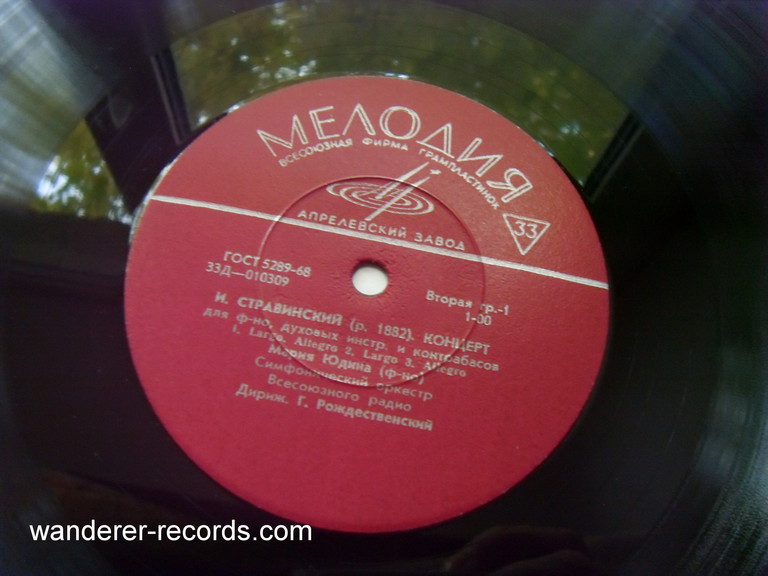 МЕЛОДИЯ
ВСЕСОЮЗНАЯ ФИРМА ГРАМПЛАСТИНОК
33
АПРЕЛЕВСКИЙ ЗАВОД
ГОСТ 5289-68
33Д—010309
Вторая гр.-1
1-00
И. СТРАВИНСКИЙ (р. 1882). КОНЦЕРТ
для ф-но, духовых инстр. и контрабасов
1. Largo. Allegro 2. Largo 3. Allegro
Мария Юдина (ф-но)
Симфонический оркестр
Всесоюзного радио
Дириж. Г. Рождественский
wanderer-records.com